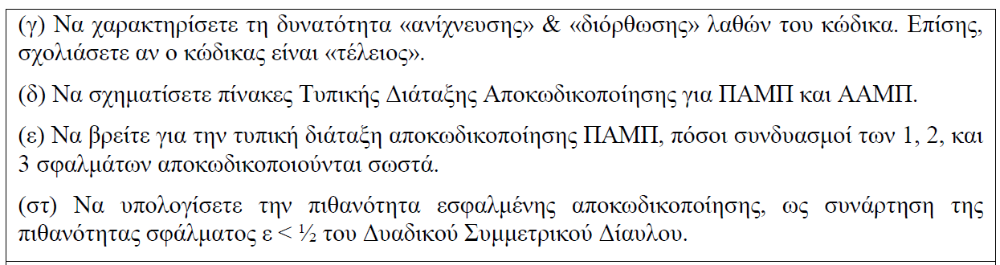 (γ) Να χαρακτηρίσετε τη δυνατότητα «ανίχνευσης» & «διόρθωσης» λαθών του κώδικα. Επίσης,
σχολιάσετε αν ο κώδικας είναι «τέλειος».
(δ) Να σχηματίσετε πίνακες Τυπικής Διάταξης Αποκωδικοποίησης για ΠΑΜΠ και ΑΑΜΠ.
(ε) Να βρείτε για την τυπική διάταξη αποκωδικοποίησης ΠΑΜΠ, πόσοι συνδυασμοί των 1, 2, και
3 σφαλμάτων αποκωδικοποιούνται σωστά.
(στ) Να υπολογίσετε την πιθανότητα εσφαλμένης αποκωδικοποίησης, ως συνάρτηση της
πιθανότητας σφάλματος ε < ½ του Δυαδικού Συμμετρικού Δίαυλου.